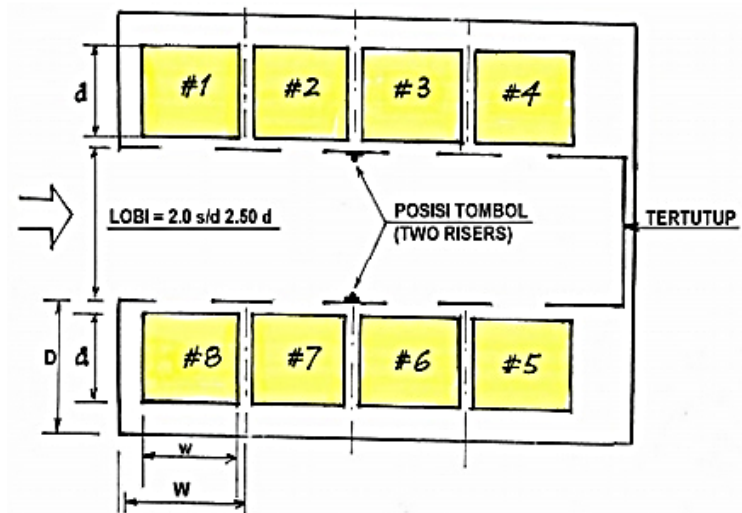 d
#1
#2
#3
#4
LOBI = 2.0 s/d 2.50 d
POSISI TOMBOL
(TWO RISERS)
TERTUTUP
D
d
#8
#7
#6
#5
w
W